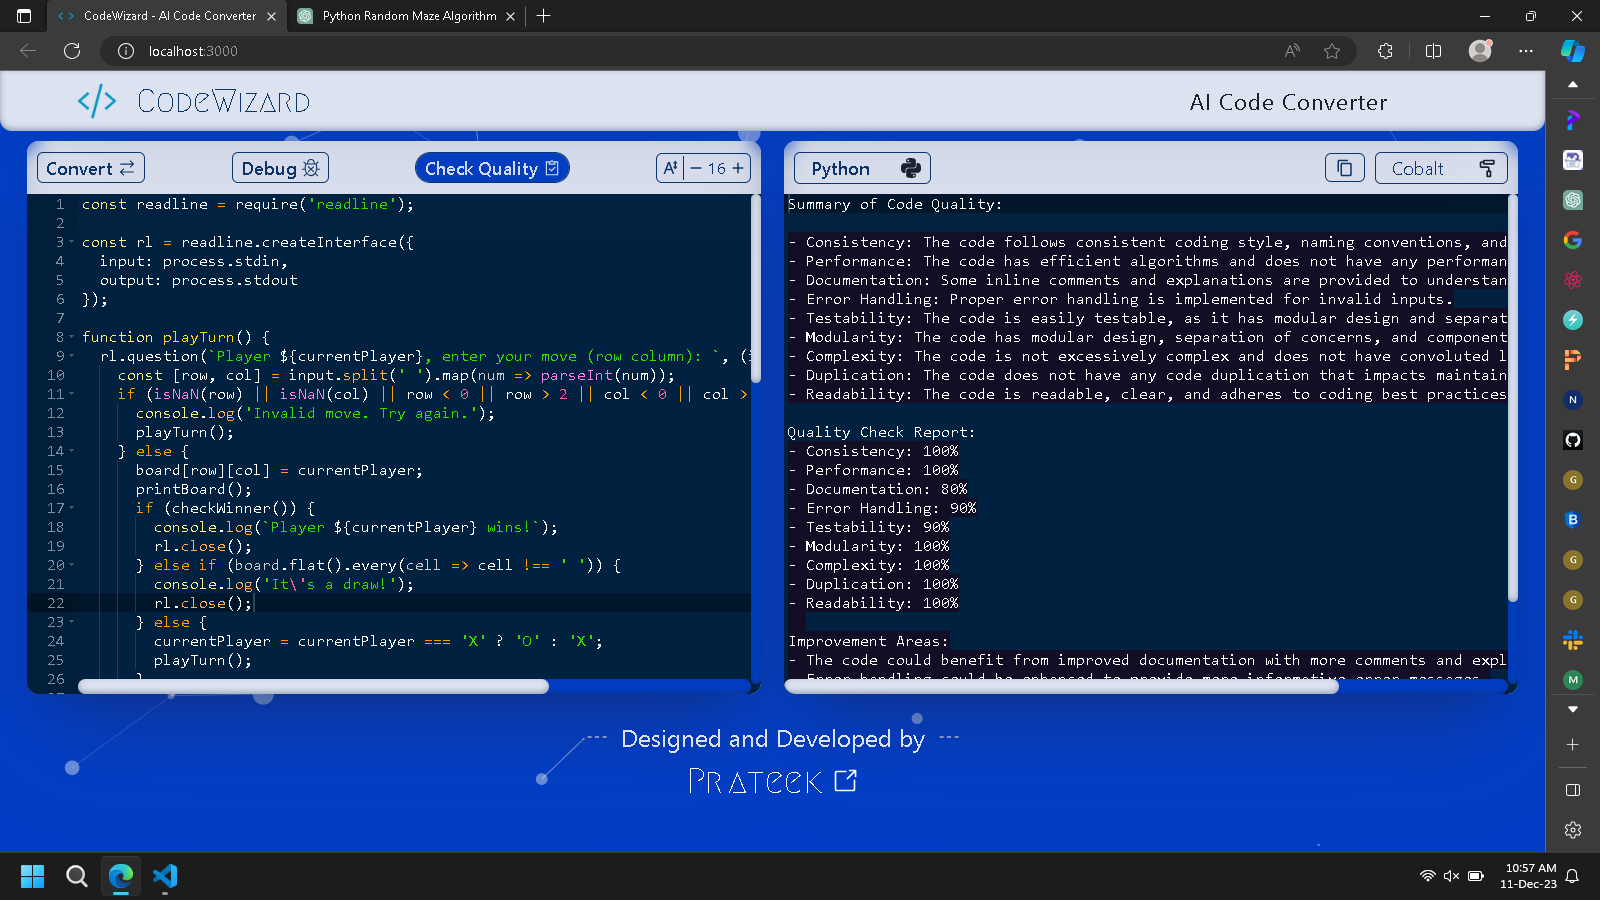 CodeWizard - AI Code Converter
Python Random Maze Algorithm
localhost:3000
</> CODEWIZARD
AI Code Converter
Convert
Debug
Check Quality
A
− 16 +
Python
Cobalt
1 const readline = require('readline');
2
3 const rl = readline.createInterface({
4 input: process.stdin,
5 output: process.stdout
6 });
7
8 function playTurn() {
9 rl.question(`Player ${currentPlayer}, enter your move (row column): `, (
10 const [row, col] = input.split(' ').map(num => parseInt(num));
11 if (isNaN(row) || isNaN(col) || row < 0 || row > 2 || col < 0 || col >
12 console.log('Invalid move. Try again.');
13 playTurn();
14 } else {
15 board[row][col] = currentPlayer;
16 printBoard();
17 if (checkWinner()) {
18 console.log(`Player ${currentPlayer} wins!`);
19 rl.close();
20 } else if (board.flat().every(cell => cell !== ' ')) {
21 console.log('It\'s a draw!');
22 rl.close();
23 } else {
24 currentPlayer = currentPlayer === 'X' ? 'O' : 'X';
25 playTurn();
26
Summary of Code Quality:
- Consistency: The code follows consistent coding style, naming conventions, and
- Performance: The code has efficient algorithms and does not have any performan
- Documentation: Some inline comments and explanations are provided to understan
- Error Handling: Proper error handling is implemented for invalid inputs.
- Testability: The code is easily testable, as it has modular design and separat
- Modularity: The code has modular design, separation of concerns, and component
- Complexity: The code is not excessively complex and does not have convoluted l
- Duplication: The code does not have any code duplication that impacts maintain
- Readability: The code is readable, clear, and adheres to coding best practices
Quality Check Report:
- Consistency: 100%
- Performance: 100%
- Documentation: 80%
- Error Handling: 90%
- Testability: 90%
- Modularity: 100%
- Complexity: 100%
- Duplication: 100%
- Readability: 100%
Improvement Areas:
- The code could benefit from improved documentation with more comments and expl
- Error handling could be enhanced to provide more informative error messages
Designed and Developed by
PRATEEK
10:57 AM
11-Dec-23